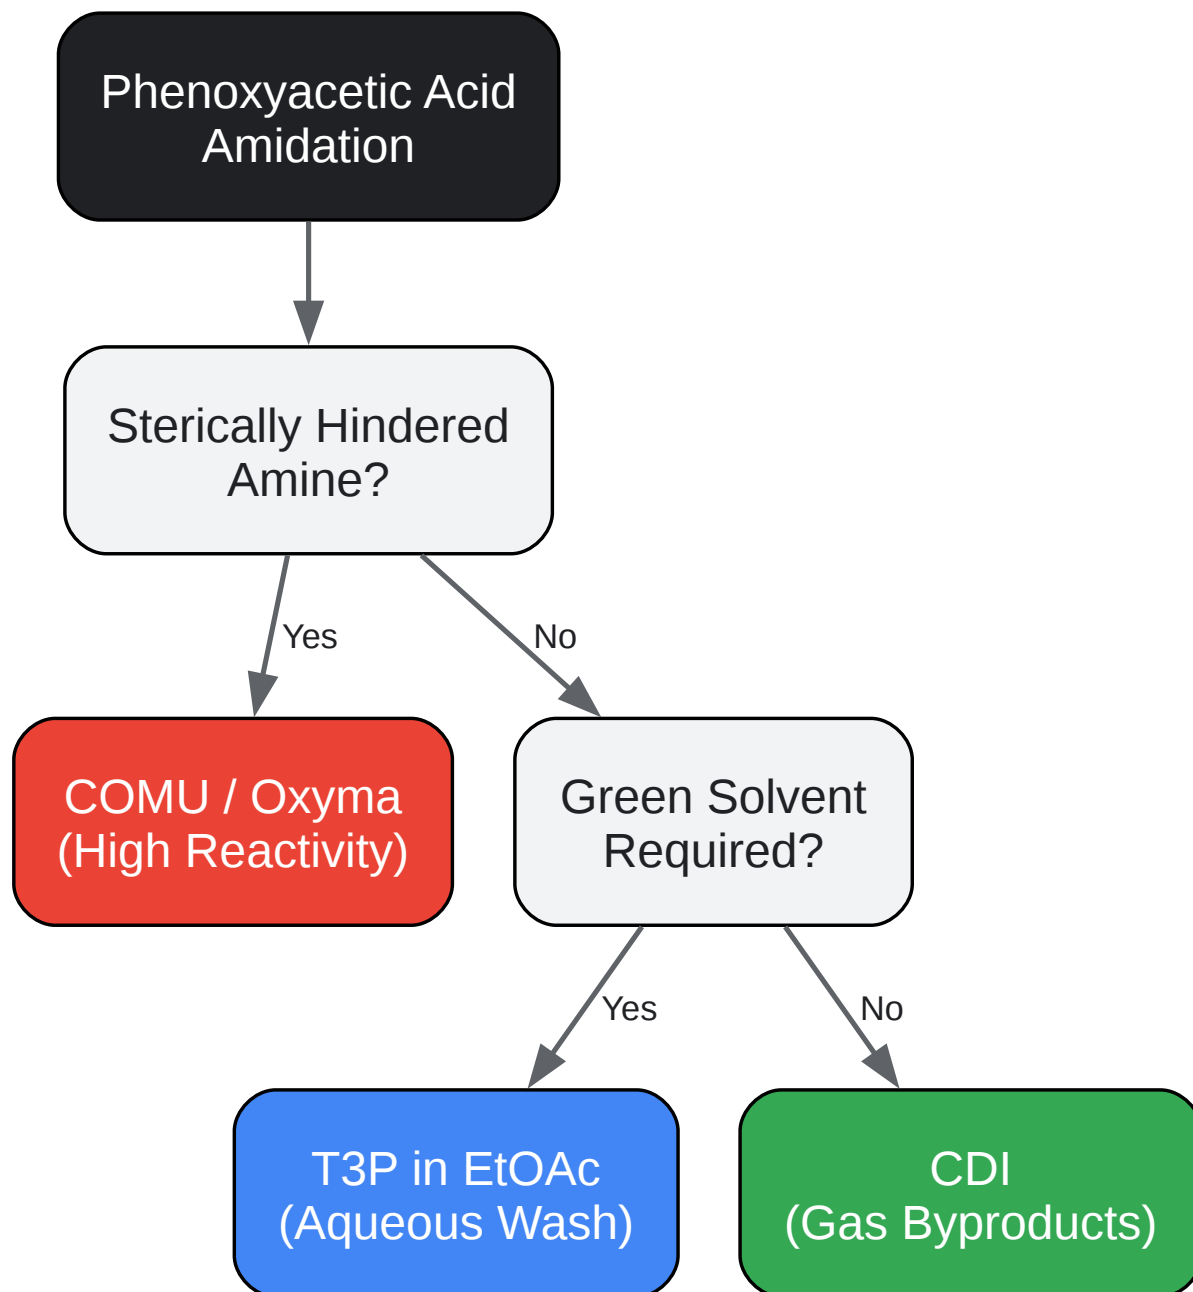 Phenoxyacetic Acid
Amidation
Sterically Hindered
Amine?
Yes
No
COMU / Oxyma
(High Reactivity)
Green Solvent
Required?
Yes
No
T3P in EtOAc
(Aqueous Wash)
CDI
(Gas Byproducts)